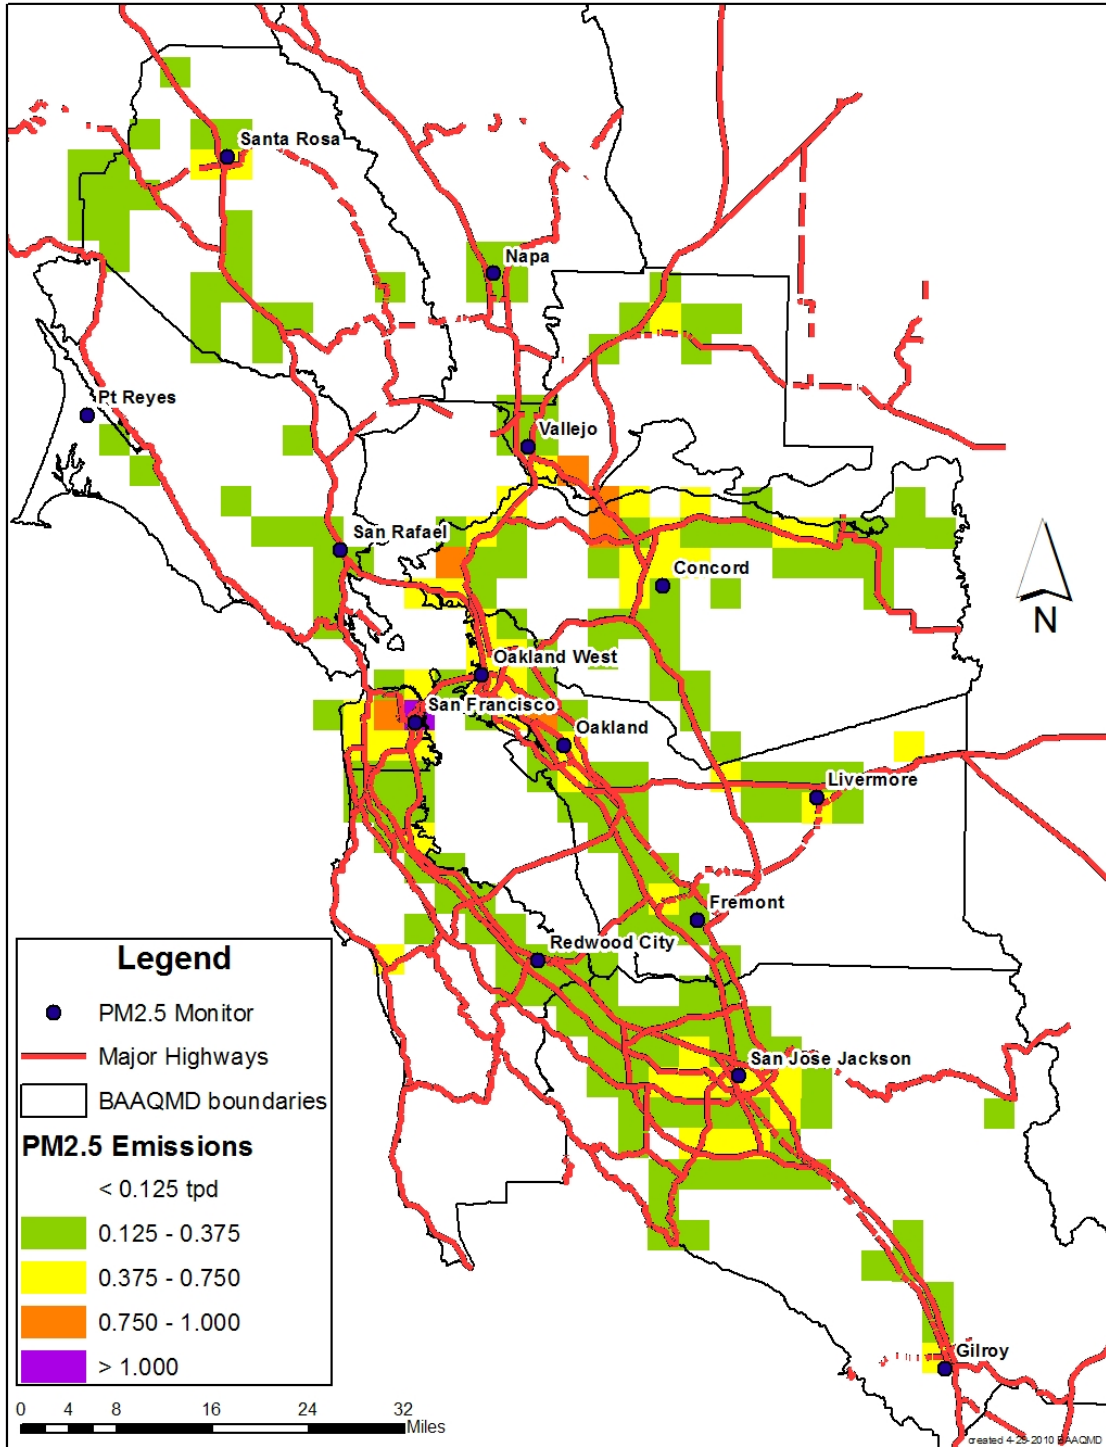 Santa Rosa
Napa
Pt Reyes
Vallejo
San Rafael
Concord
N
Oakland West
San Francisco
Oakland
Livermore
Fremont
Redwood City
San Jose Jackson
Gilroy
Legend
PM2.5 Monitor
Major Highways
BAAQMD boundaries
PM2.5 Emissions
< 0.125 tpd
0.125 - 0.375
0.375 - 0.750
0.750 - 1.000
> 1.000
0 4 8 16 24 32
Miles
created 4-29-2010 BAAQMD